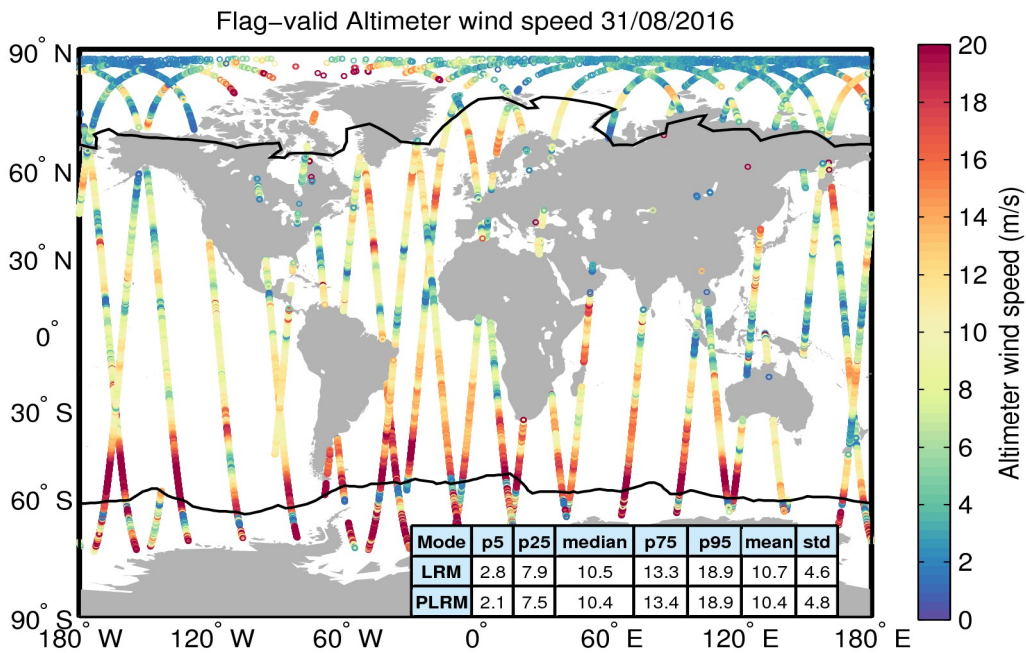 Flag−valid Altimeter wind speed 31/08/2016
90° N
60° N
30° N
0°
30° S
60° S
90° S
180° W
120° W
60° W
0°
60° E
120° E
180° E
Mode p5 p25 median p75 p95 mean std
LRM 2.8 7.9 10.5 13.3 18.9 10.7 4.6
PLRM 2.1 7.5 10.4 13.4 18.9 10.4 4.8
20
18
16
14
12
10
8
6
4
2
0
Altimeter wind speed (m/s)